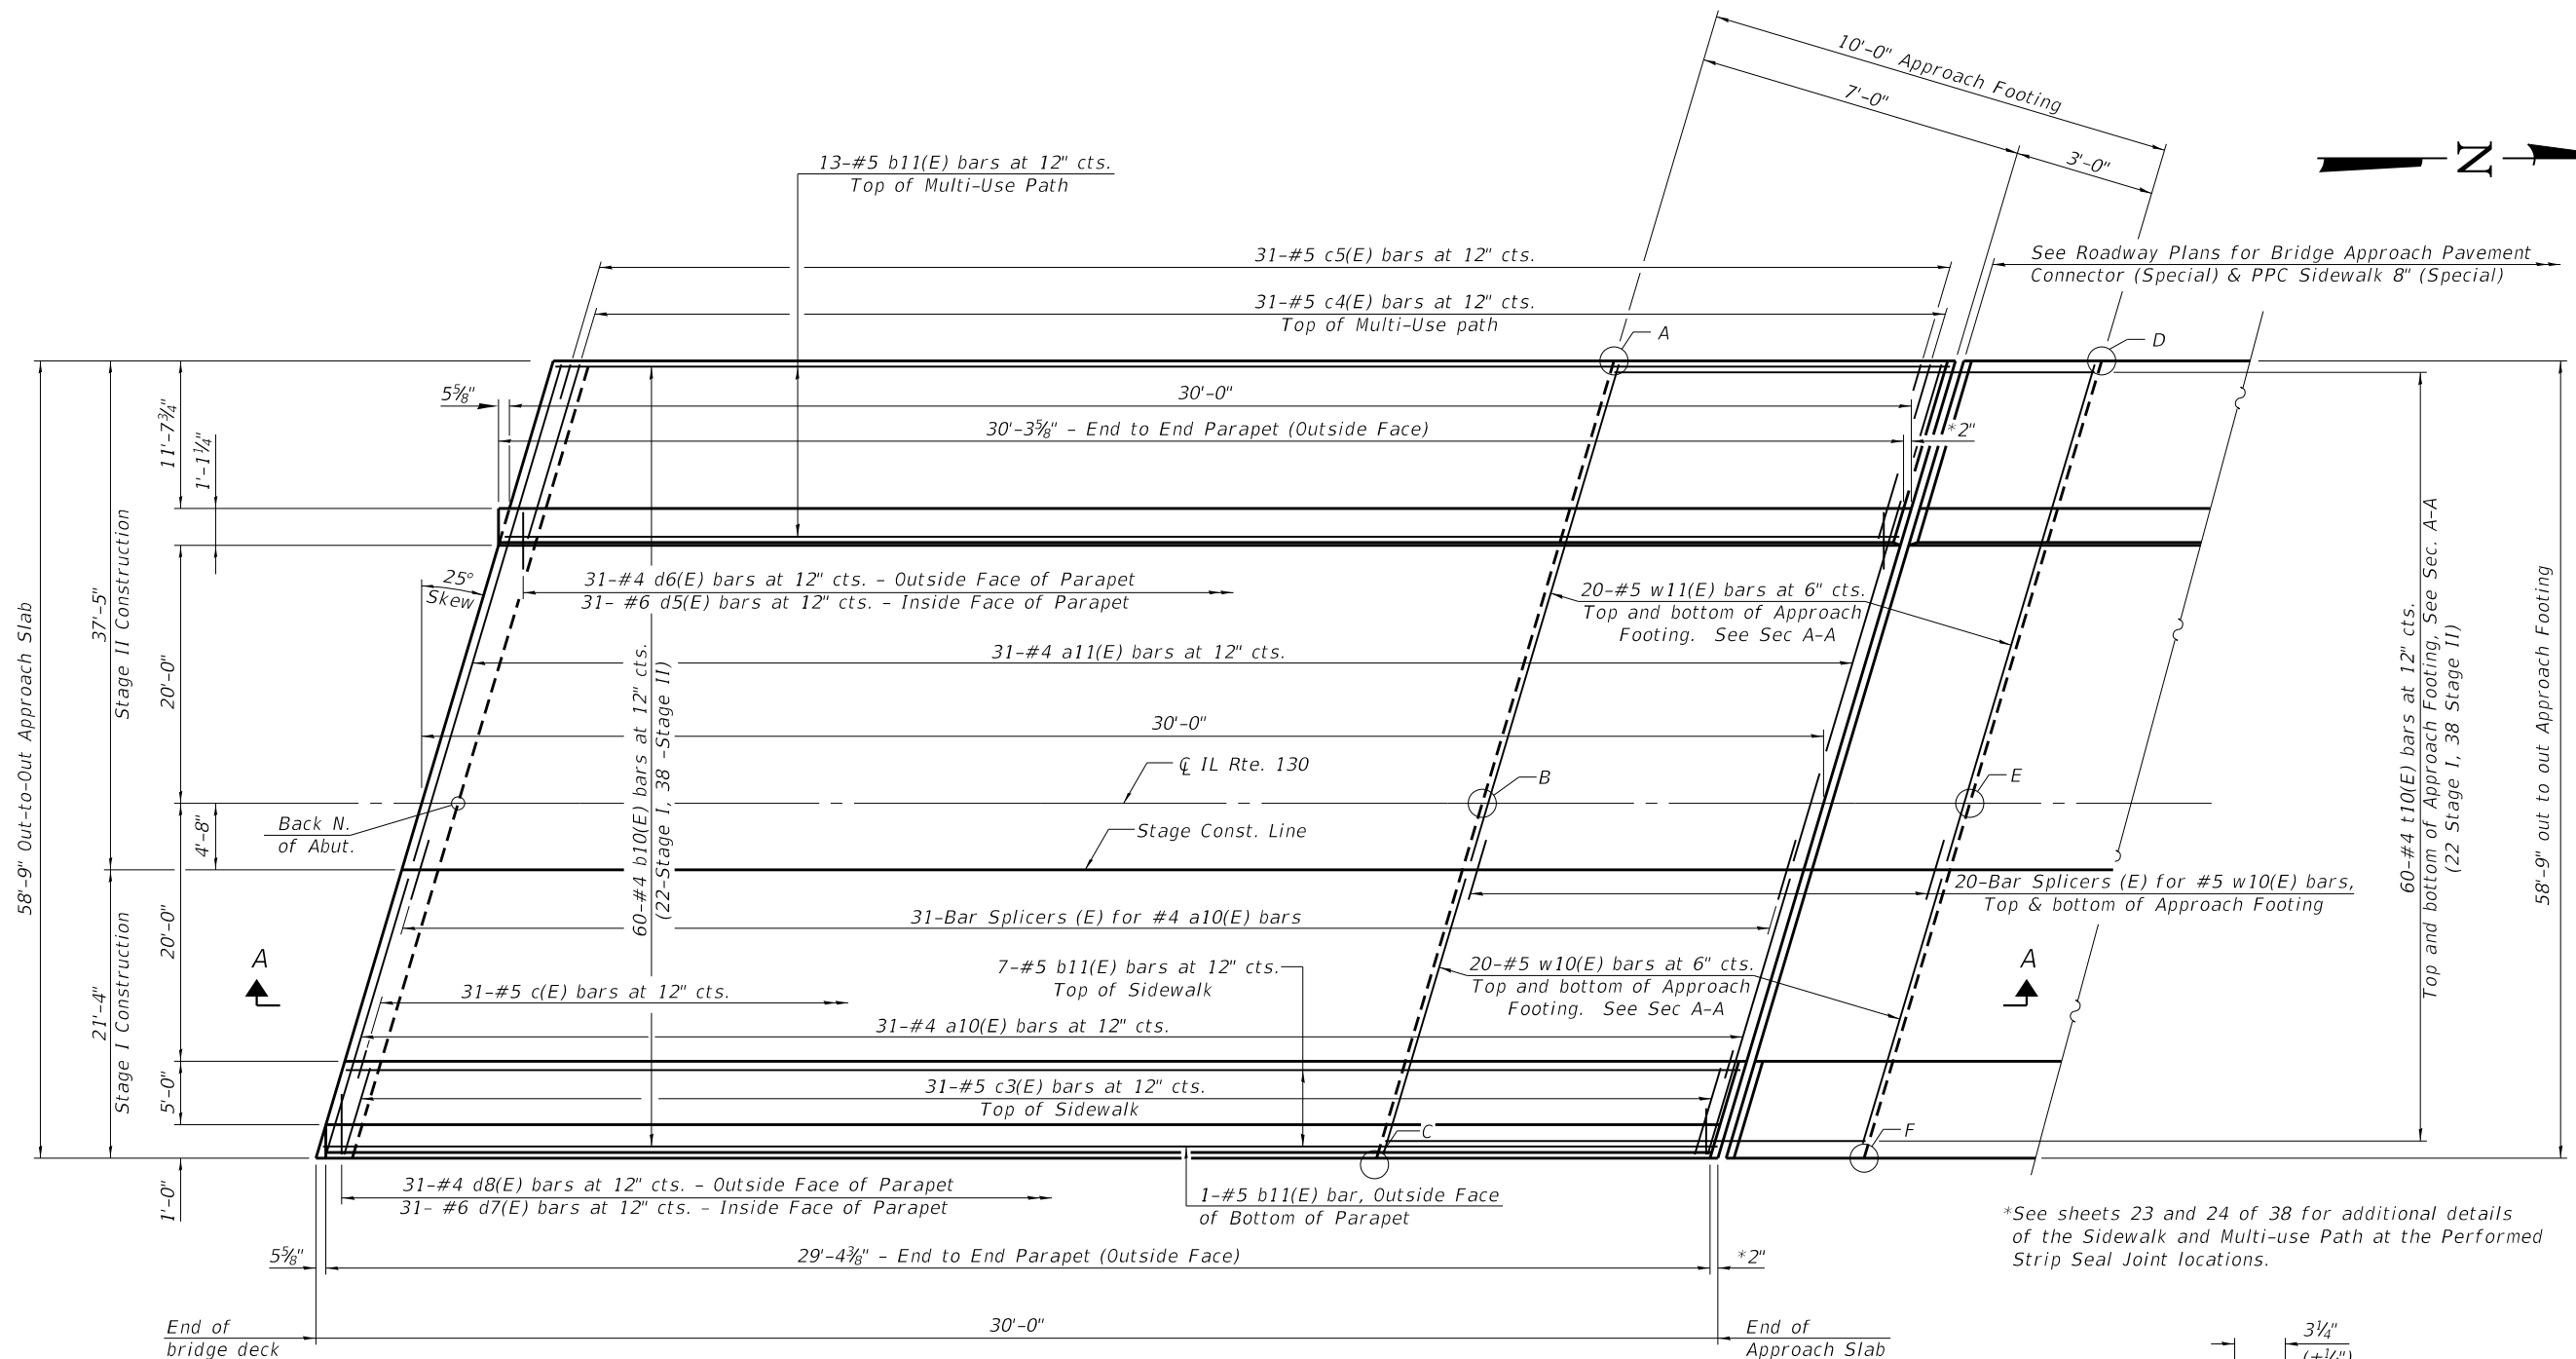 10'-0" Approach Footing
7'-0"
3'-0"
N
13-#5 b11(E) bars at 12" cts.
Top of Multi-Use Path
31-#5 c5(E) bars at 12" cts.
See Roadway Plans for Bridge Approach Pavement
Connector (Special) & PPC Sidewalk 8" (Special)
31-#5 c4(E) bars at 12" cts.
Top of Multi-Use path
A
D
5⅝"
30'-0"
30'-3⅝" - End to End Parapet (Outside Face)
*2"
11'-7¾"
1'-1¼"
58'-9" Out-to-Out Approach Slab
37'-5"
Stage II Construction
20'-0"
25°
Skew
31-#4 d6(E) bars at 12" cts. - Outside Face of Parapet
31- #6 d5(E) bars at 12" cts. - Inside Face of Parapet
20-#5 w11(E) bars at 6" cts.
Top and bottom of Approach
Footing. See Sec A-A
31-#4 a11(E) bars at 12" cts.
60-#4 b10(E) bars at 12" cts.
(22-Stage I, 38 -Stage II)
30'-0"
℄ IL Rte. 130
B
E
Back N.
of Abut.
4'-8"
Stage Const. Line
60-#4 t10(E) bars at 12" cts.
Top and bottom of Approach Footing, See Sec. A-A
(22 Stage I, 38 Stage II)
58'-9" out to out Approach Footing
20-Bar Splicers (E) for #5 w10(E) bars,
Top & bottom of Approach Footing
31-Bar Splicers (E) for #4 a10(E) bars
21'-4"
Stage I Construction
20'-0"
A
A
7-#5 b11(E) bars at 12" cts.
Top of Sidewalk
20-#5 w10(E) bars at 6" cts.
Top and bottom of Approach
Footing. See Sec A-A
31-#5 c(E) bars at 12" cts.
31-#4 a10(E) bars at 12" cts.
5'-0"
31-#5 c3(E) bars at 12" cts.
Top of Sidewalk
C
F
1'-0"
31-#4 d8(E) bars at 12" cts. - Outside Face of Parapet
31- #6 d7(E) bars at 12" cts. - Inside Face of Parapet
1-#5 b11(E) bar, Outside Face
of Bottom of Parapet
*See sheets 23 and 24 of 38 for additional details
of the Sidewalk and Multi-use Path at the Performed
Strip Seal Joint locations.
5⅝"
29'-4⅜" - End to End Parapet (Outside Face)
*2"
End of
bridge deck
30'-0"
End of
Approach Slab
3¼"
(±¼")